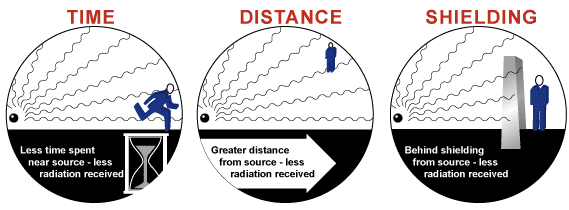 TIME
Less time spent
near source - less
radiation received
DISTANCE
Greater distance
from source - less
radiation received
SHIELDING
Behind shielding
from source - less
radiation received